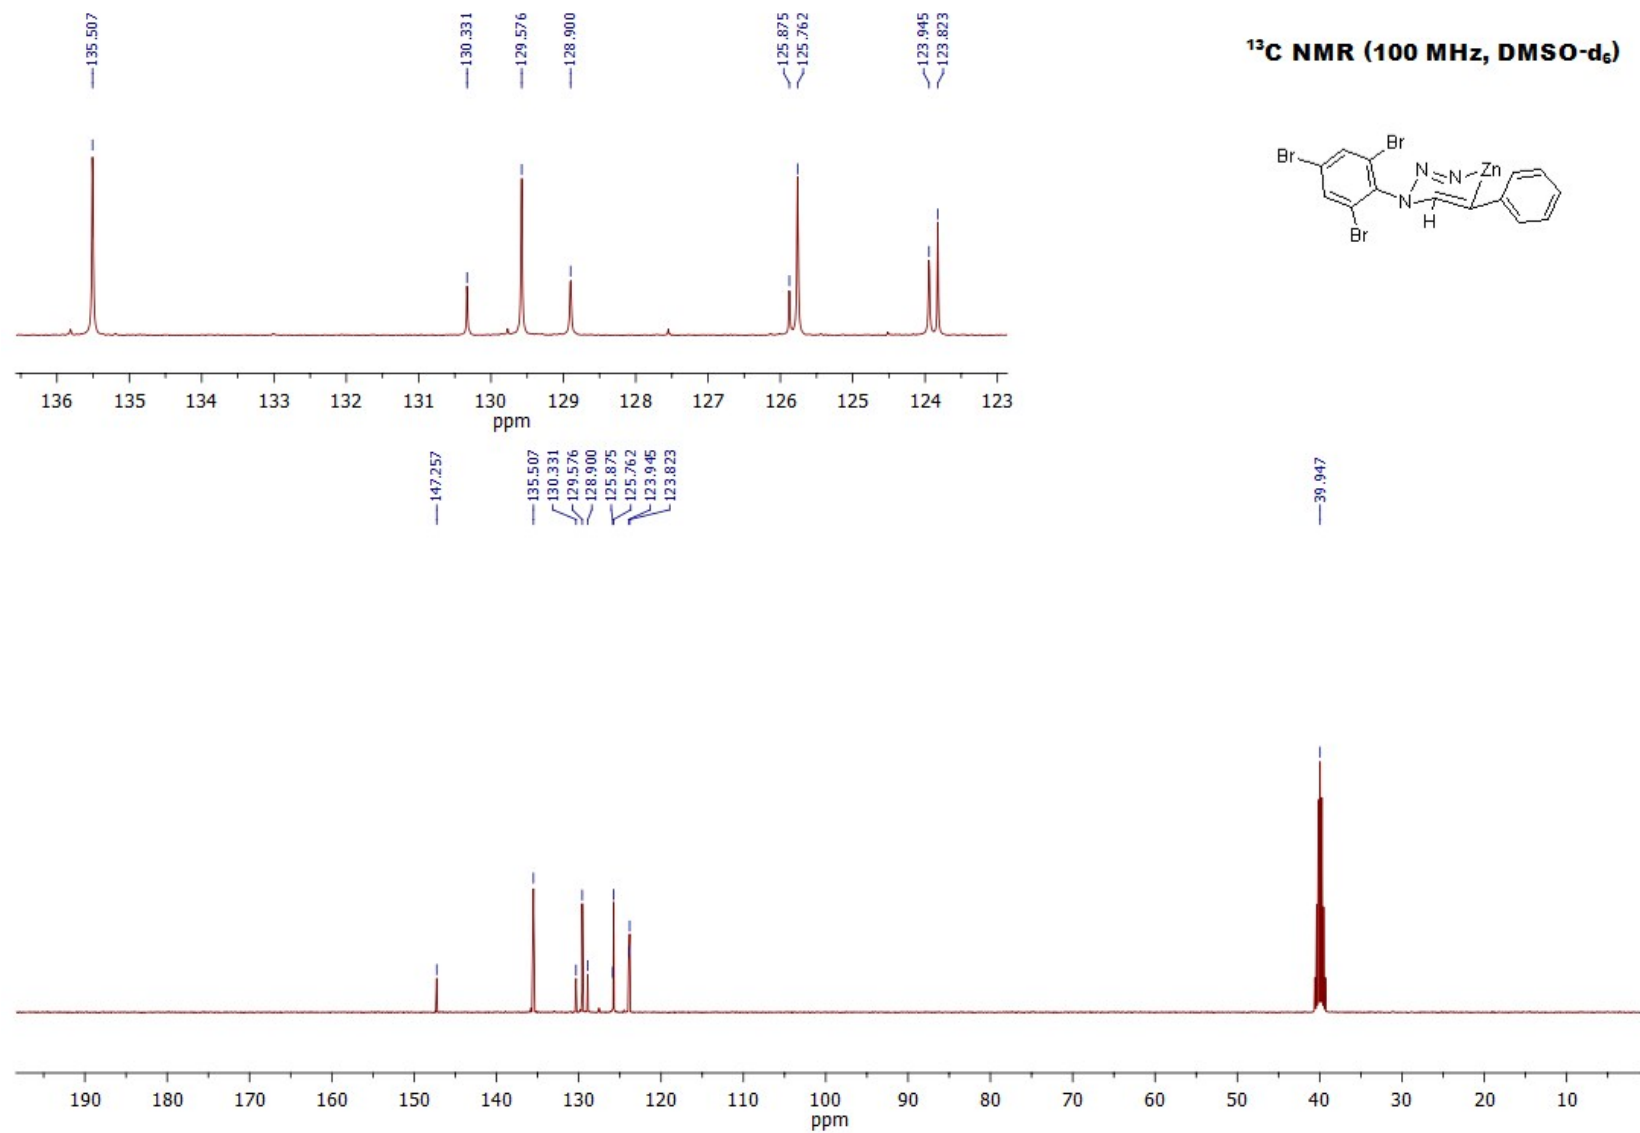 135.507
130.331
129.576
128.900
125.875
125.762
123.945
123.823
¹³C NMR (100 MHz, DMSO-d₆)
Br
Br
N
N
Zn
N
H
Br
136 135 134 133 132 131 130 129 128 127 126 125 124 123
ppm
147.257
135.507
130.331
129.576
128.900
125.875
125.762
123.945
123.823
39.947
190 180 170 160 150 140 130 120 110 100 90 80 70 60 50 40 30 20 10
ppm